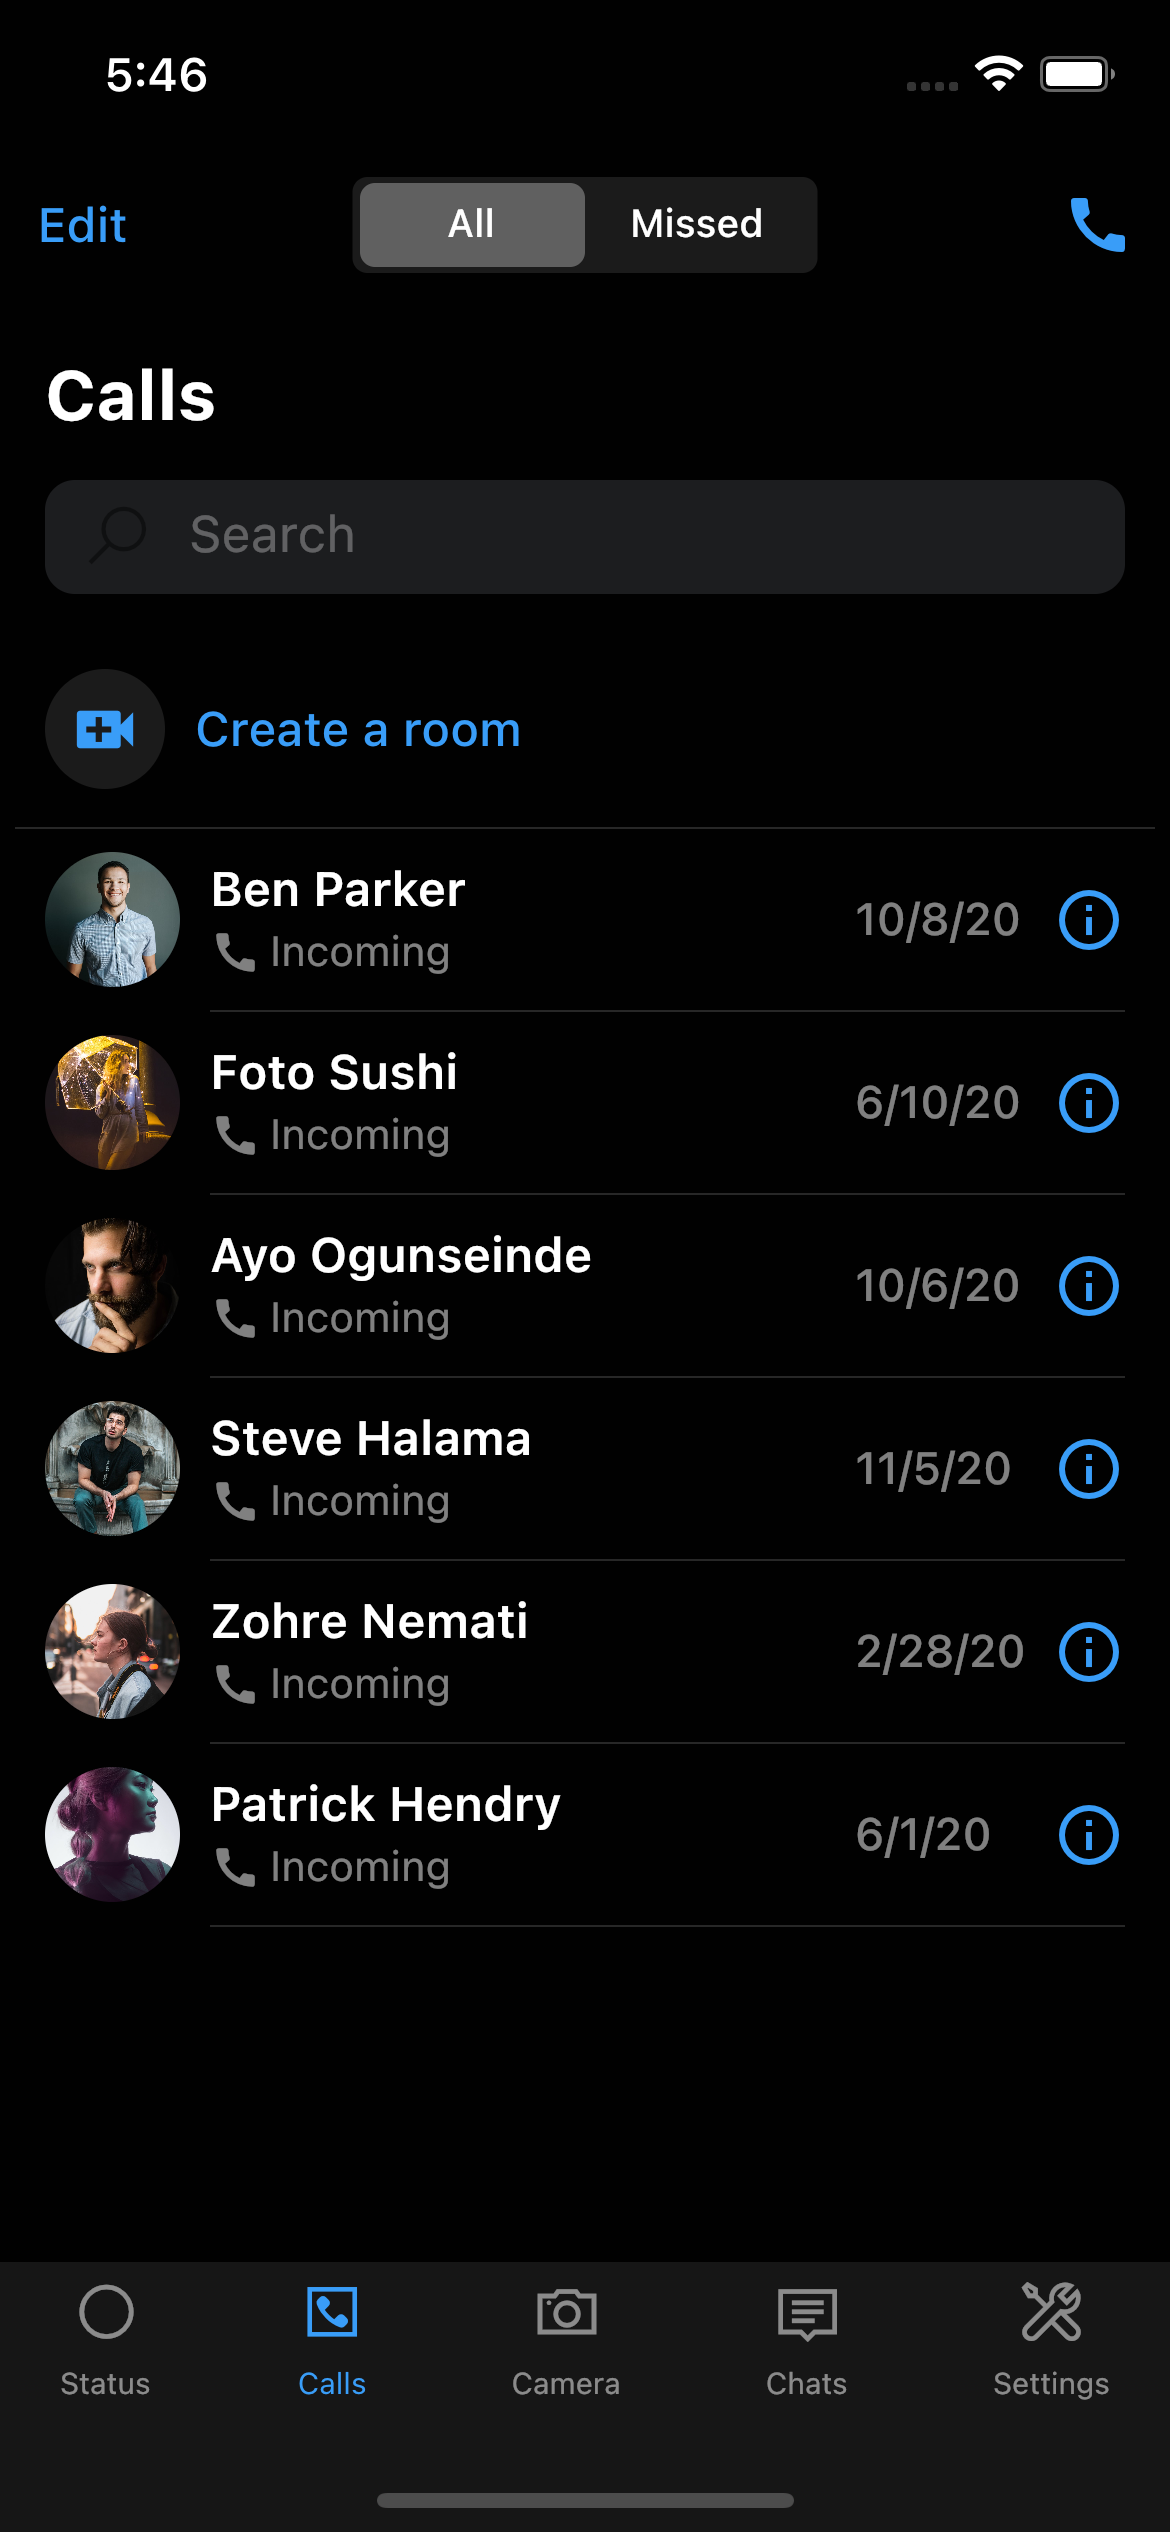 5:46
Edit
All
Missed
Calls
Search
Create a room
Ben Parker
Incoming
10/8/20
Foto Sushi
Incoming
6/10/20
Ayo Ogunseinde
Incoming
10/6/20
Steve Halama
Incoming
11/5/20
Zohre Nemati
Incoming
2/28/20
Patrick Hendry
Incoming
6/1/20
Status
Calls
Camera
Chats
Settings